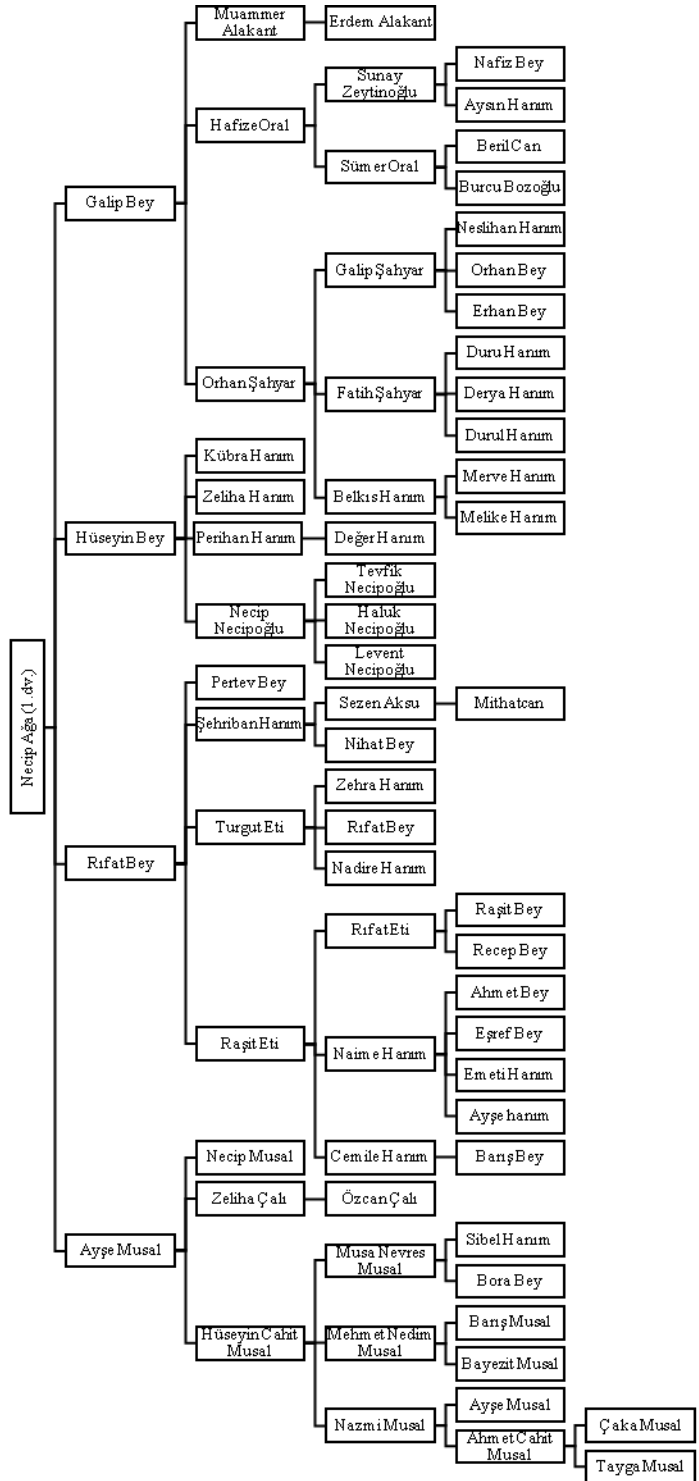 Muammer
Alakant
Erdem Alakant
Nafiz Bey
Sunay
Zeytinoğlu
Aysın Hanım
Hafize Oral
Beril Can
Sümer Oral
Burcu Bozoğlu
Galip Bey
Neslihan Hanım
Galip Şahyar
Orhan Bey
Erhan Bey
Duru Hanım
Orhan Şahyar
Fatih Şahyar
Derya Hanım
Durul Hanım
Kübra Hanım
Merve Hanım
Zeliha Hanım
Belkıs Hanım
Melike Hanım
Hüseyin Bey
Perihan Hanım
Değer Hanım
Tevfik
Necipoğlu
Necip
Necipoğlu
Haluk
Necipoğlu
Levent
Necipoğlu
Necip Ağa (1.dv.)
Pertev Bey
Sezen Aksu
Mithatcan
Şehriban Hanım
Nihat Bey
Zehra Hanım
Turgut Eti
Rıfat Bey
Rıfat Bey
Nadire Hanım
Raşit Bey
Rıfat Eti
Recep Bey
Ahmet Bey
Eşref Bey
Raşit Eti
Naime Hanım
Emeti Hanım
Ayşe hanım
Necip Musal
Cemile Hanım
Barış Bey
Zeliha Çalı
Özcan Çalı
Ayşe Musal
Sibel Hanım
Musa Nevres
Musal
Bora Bey
Barış Musal
Hüseyin Cahit
Musal
Mehmet Nedim
Musal
Bayezit Musal
Ayşe Musal
Nazmi Musal
Çaka Musal
Ahmet Cahit
Musal
Tayga Musal